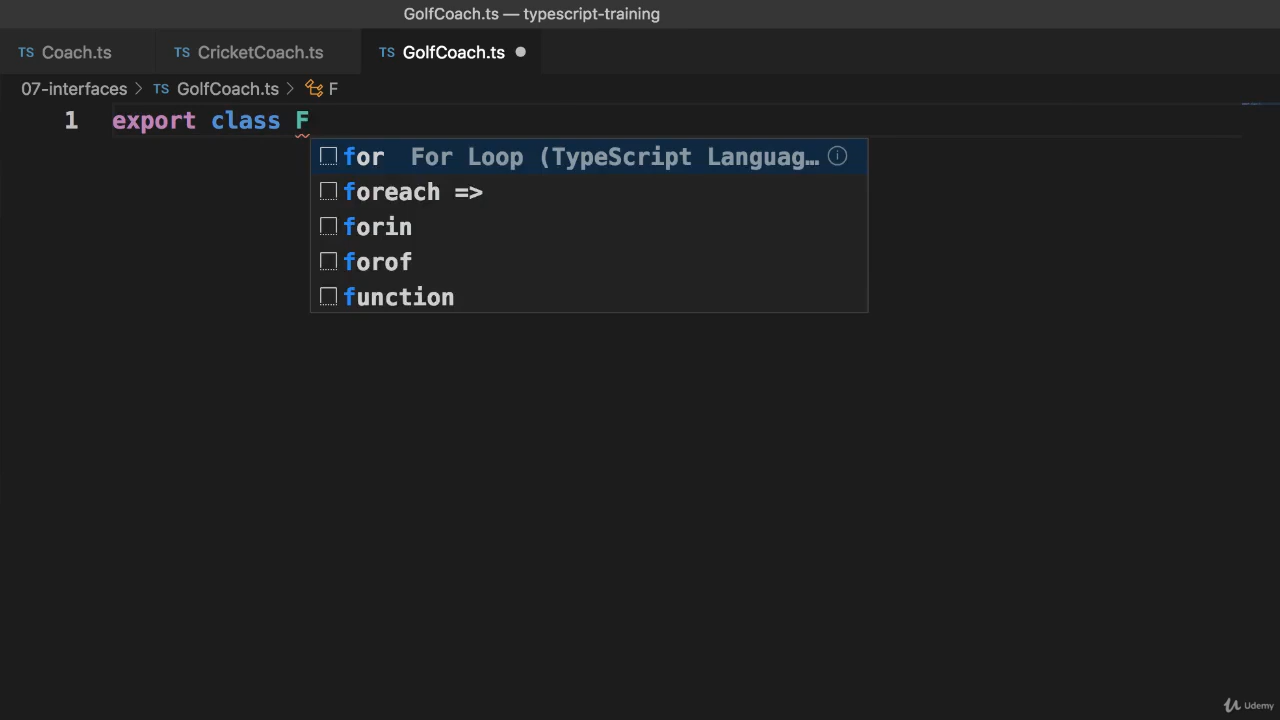 GolfCoach.ts — typescript-training
TS Coach.ts TS CricketCoach.ts TS GolfCoach.ts
07-interfaces > TS GolfCoach.ts > F
1 export class F
for For Loop (TypeScript Languag…
foreach =>
forin
forof
function
Udemy